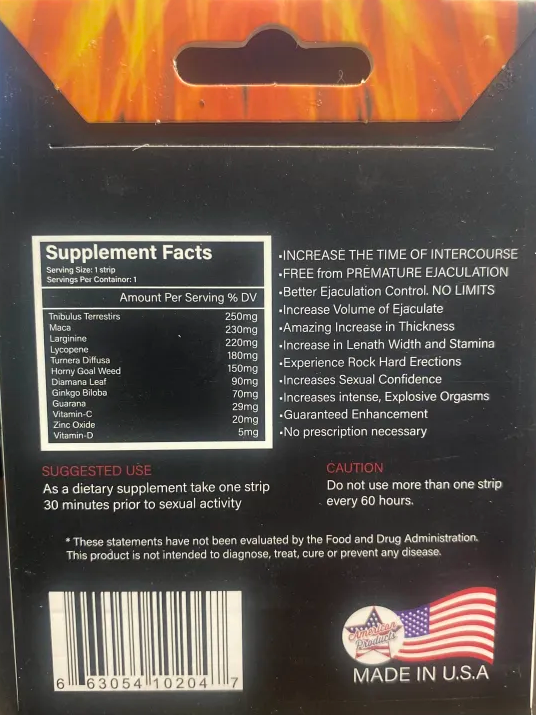 Supplement Facts
Serving Size: 1 strip
Servings Per Containor: 1
Amount Per Serving % DV
Tnibulus Terrestirs 250mg
Maca 230mg
Larginine 220mg
Lycopene 180mg
Turnera Diffusa 150mg
Horny Goal Weed 90mg
Diamana Leaf 70mg
Ginkgo Biloba 29mg
Guarana 20mg
Vitamin-C 5mg
Zinc Oxide
Vitamin-D
•INCREASE THE TIME OF INTERCOURSE
•FREE from PREMATURE EJACULATION
•Better Ejaculation Control. NO LIMITS
•Increase Volume of Ejaculate
•Amazing Increase in Thickness
•Increase in Lenath Width and Stamina
•Experience Rock Hard Erections
•Increases Sexual Confidence
•Increases intense, Explosive Orgasms
•Guaranteed Enhancement
•No prescription necessary
SUGGESTED USE
As a dietary supplement take one strip
30 minutes prior to sexual activity
CAUTION
Do not use more than one strip
every 60 hours.
* These statements have not been evaluated by the Food and Drug Administration.
This product is not intended to diagnose, treat, cure or prevent any disease.
6 63054 10204 7
American
Products
MADE IN U.S.A